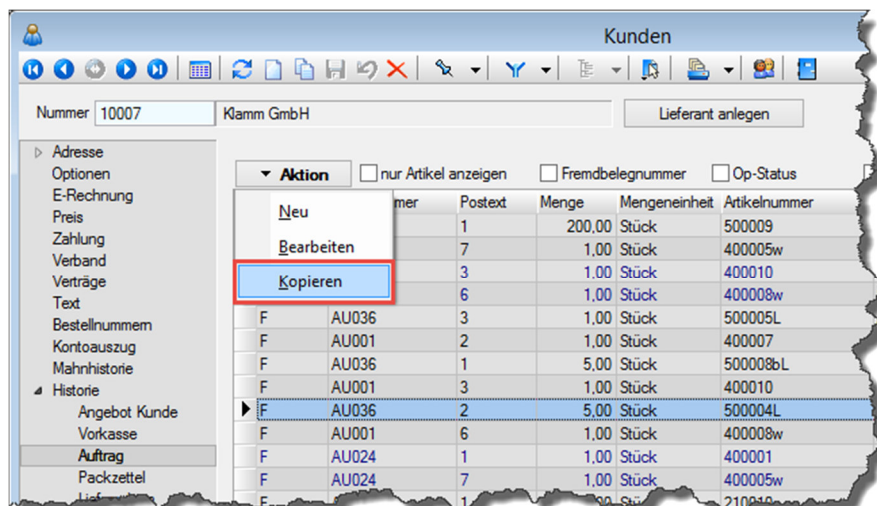 Kunden
Nummer 10007 Klamm GmbH Lieferant anlegen
Adresse
Optionen
E-Rechnung
Preis
Zahlung
Verband
Verträge
Text
Bestellnummern
Kontoauszug
Mahnhistorie
Historie
Angebot Kunde
Vorkasse
Auftrag
Packzettel
Aktion nur Artikel anzeigen Fremdbelegnummer Op-Status
Neu
Bearbeiten
Kopieren
Postext Menge Mengeneinheit Artikelnummer
1 200,00 Stück 500009
7 1,00 Stück 400005w
3 1,00 Stück 400010
6 1,00 Stück 400008w
F AU036 3 1,00 Stück 500005L
F AU001 2 1,00 Stück 400007
F AU036 1 5,00 Stück 500008bL
F AU001 3 1,00 Stück 400010
F AU036 2 5,00 Stück 500004L
F AU001 6 1,00 Stück 400008w
F AU024 1 1,00 Stück 400001
F AU024 7 1,00 Stück 400005w